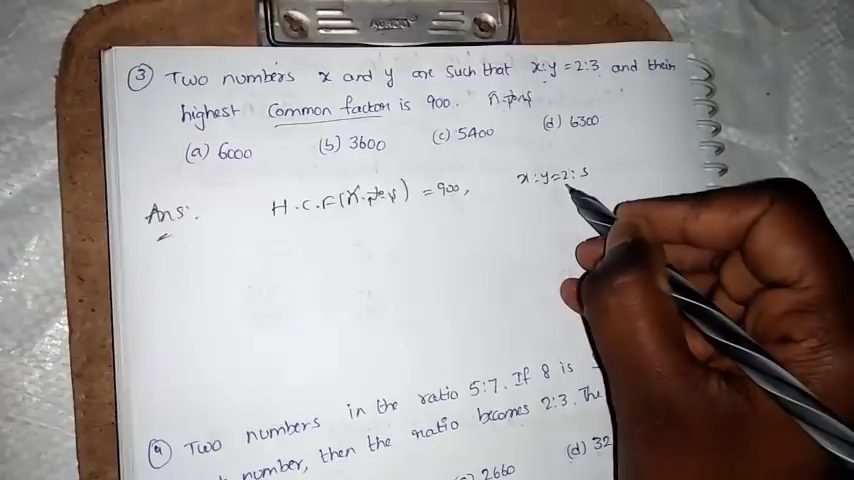 ③ Two numbers x and y are such that x:y = 2:3 and their
highest Common factor is 900.
(a) 6000 (b) 3600 (c) 5400 (d) 6300
Ans:
H.C.F ( ) = 900,
x:y=2:3
④ Two numbers in the ratio 5:7. If 8 is
number, then the ratio becomes 2:3. The
2660 (d) 32